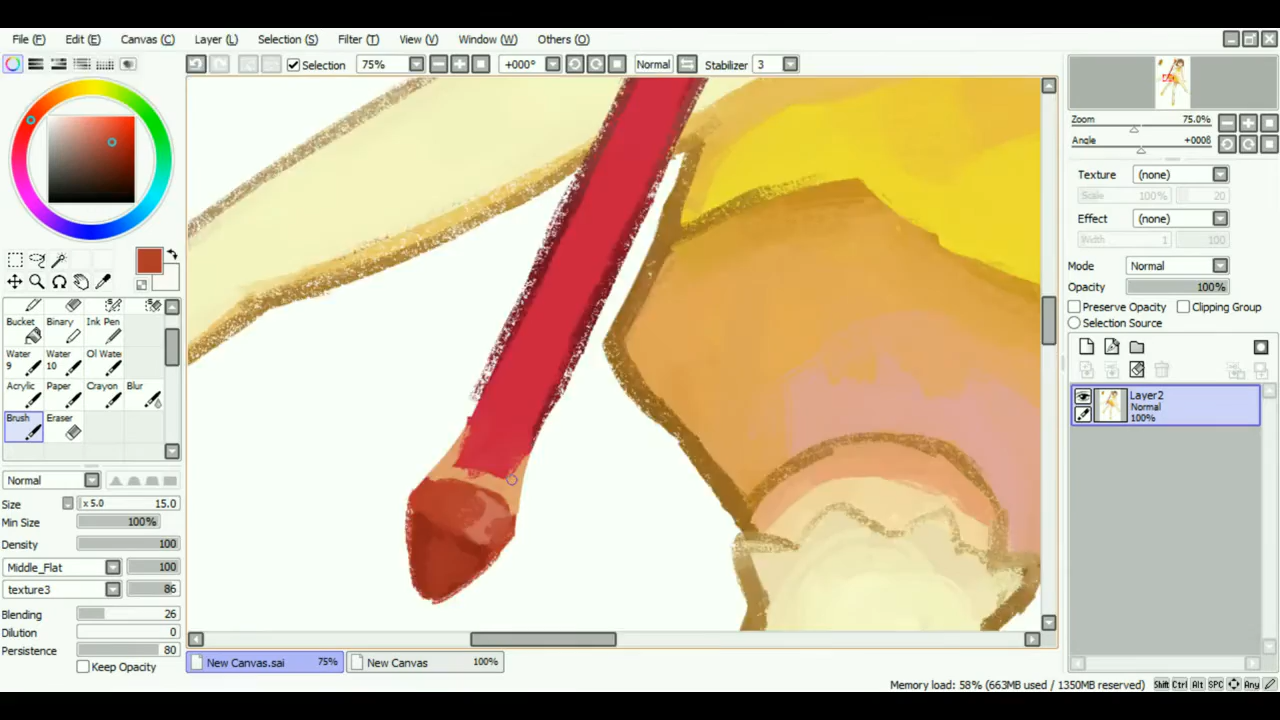 File (F) Edit (E) Canvas (C) Layer (L) Selection (S) Filter (T) View (V) Window (W) Others (O)
Selection 75% +000° Normal Stabilizer 3
Zoom 75.0%
Angle +000ß
Texture (none)
Scale 100% 20
Effect (none)
Width 1 100
Mode Normal
Opacity 100%
Preserve Opacity Clipping Group
Selection Source
Layer2
Normal
100%
Bucket Binary Ink Pen
Water 9 Water 10 Ol Wate
Acrylic Paper Crayon Blur
Brush Eraser
Normal
Size x 5.0 15.0
Min Size 100%
Density 100
Middle_Flat 100
texture3 86
Blending 26
Dilution 0
Persistence 80
Keep Opacity
New Canvas.sai 75% New Canvas 100%
Memory load: 58% (663MB used / 1350MB reserved) Shift Ctrl Alt SPC Any